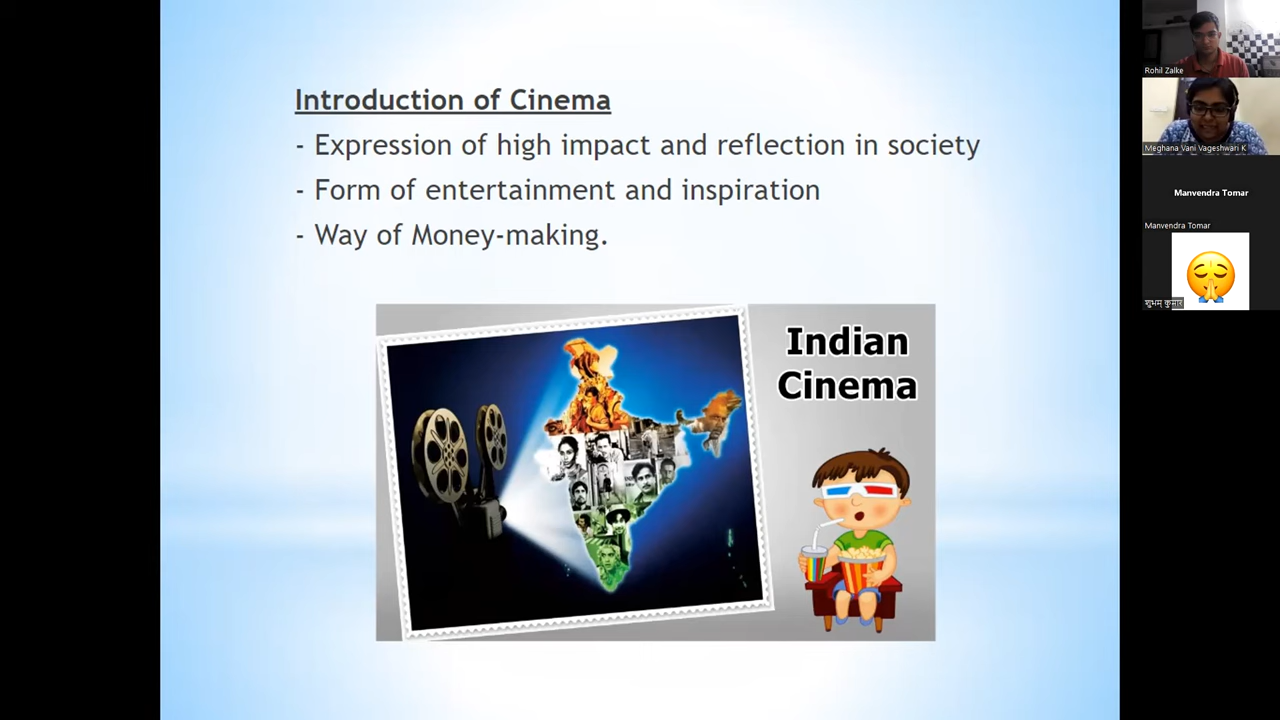 Introduction of Cinema
- Expression of high impact and reflection in society
- Form of entertainment and inspiration
- Way of Money-making.
Indian
Cinema
Rohil Zalke
Meghana Vani Vageshwari K
Manvendra Tomar
Manvendra Tomar
शुभम् कुमार